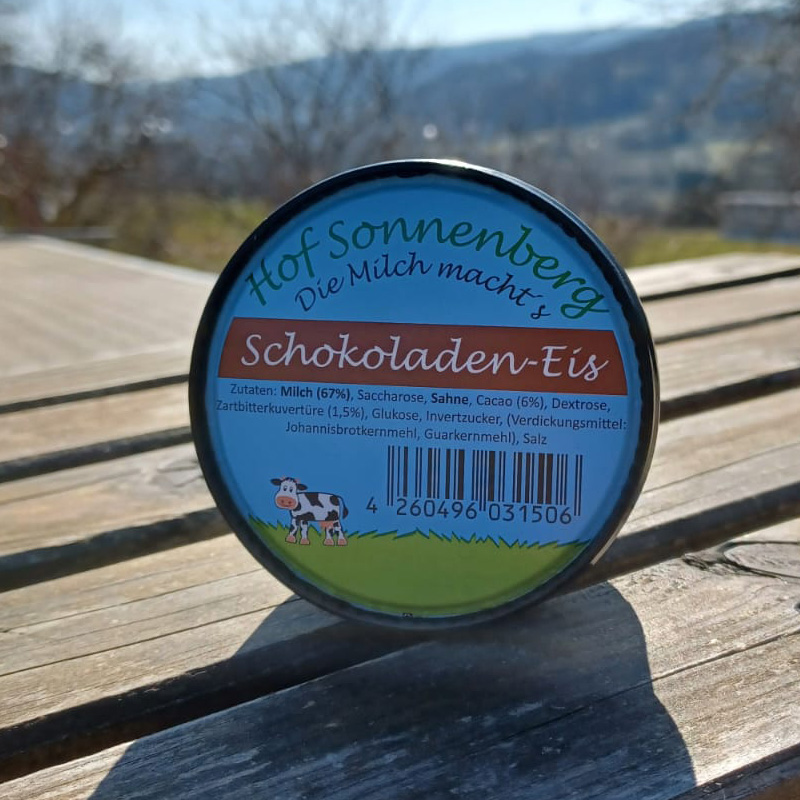 Hof Sonnenberg
Die Milch macht´s
Schokoladen-Eis
Zutaten: Milch (67%), Saccharose, Sahne, Cacao (6%), Dextrose,
Zartbitterkuvertüre (1,5%), Glukose, Invertzucker, (Verdickungsmittel:
Johannisbrotkernmehl, Guarkernmehl), Salz
4 260496 031506